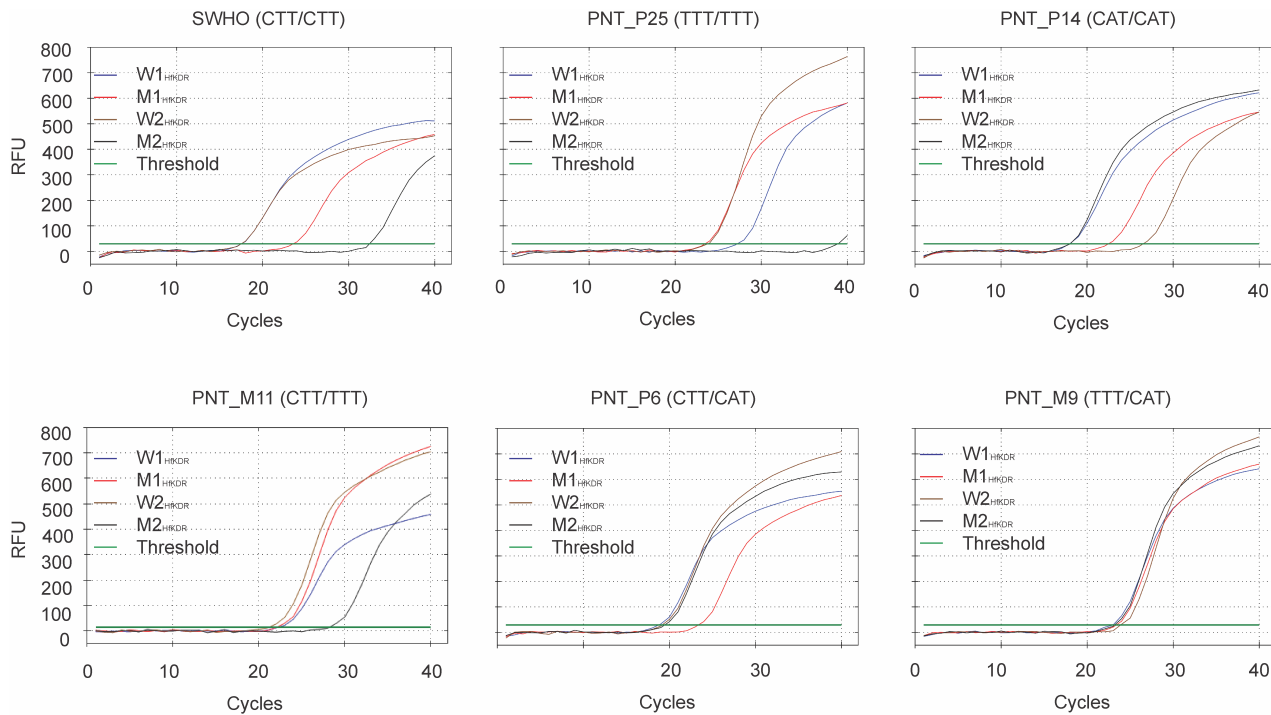 SWHO (CTT/CTT)
PNT_P25 (TTT/TTT)
PNT_P14 (CAT/CAT)
800
700
600
500
400
300
200
100
0
RFU
W1HfKDR
M1HfKDR
W2HfKDR
M2HfKDR
Threshold
0 10 20 30 40
Cycles
W1HfKDR
M1HfKDR
W2HfKDR
M2HfKDR
Threshold
0 10 20 30 40
Cycles
W1HfKDR
M1HfKDR
W2HfKDR
M2HfKDR
Threshold
0 10 20 30 40
Cycles
PNT_M11 (CTT/TTT)
PNT_P6 (CTT/CAT)
PNT_M9 (TTT/CAT)
800
700
600
500
400
300
200
100
0
RFU
W1HfKDR
M1HfKDR
W2HfKDR
M2HfKDR
Threshold
0 10 20 30 40
Cycles
W1HfKDR
M1HfKDR
W2HfKDR
M2HfKDR
Threshold
0 10 20 30 40
Cycles
W1HfKDR
M1HfKDR
W2HfKDR
M2HfKDR
Threshold
0 10 20 30 40
Cycles